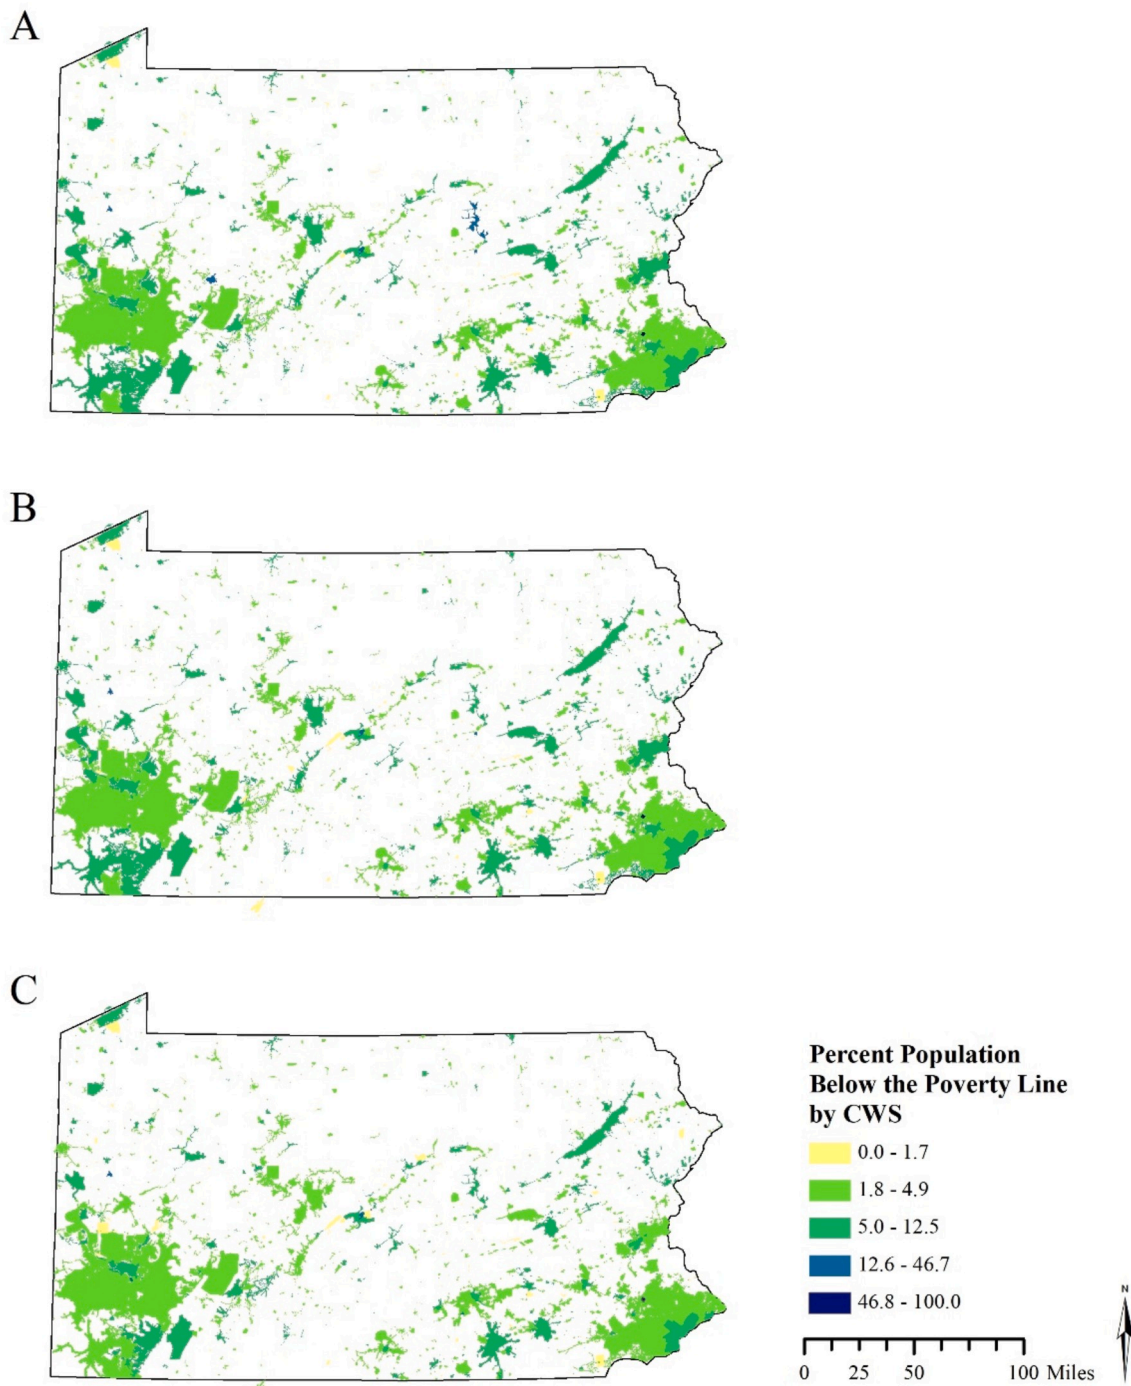 A
B
C
Percent Population
Below the Poverty Line
by CWS
0.0 - 1.7
1.8 - 4.9
5.0 - 12.5
12.6 - 46.7
46.8 - 100.0
N
0 25 50 100 Miles